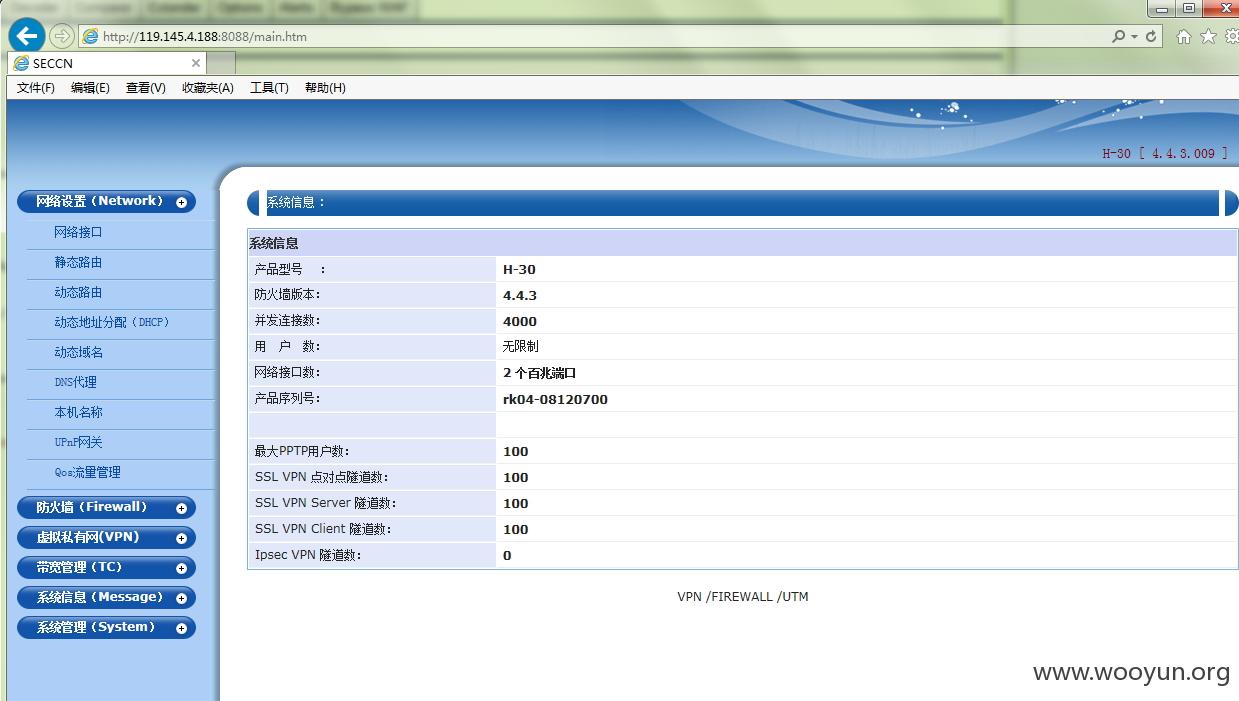 Decoder Comparer Extender Options Alerts Bypass WAF
http://119.145.4.188:8088/main.htm
SECCN
文件(F) 编辑(E) 查看(V) 收藏夹(A) 工具(T) 帮助(H)
H-30 [ 4.4.3.009 ]
网络设置（Network）
网络接口
静态路由
动态路由
动态地址分配（DHCP）
动态域名
DNS代理
本机名称
UPnP网关
Qos流量管理
防火墙（Firewall）
虚拟私有网(VPN)
带宽管理（TC）
系统信息（Message）
系统管理（System）
系统信息：
系统信息
产品型号 ： H-30
防火墙版本： 4.4.3
并发连接数： 4000
用 户 数： 无限制
网络接口数： 2 个百兆端口
产品序列号： rk04-08120700
最大PPTP用户数： 100
SSL VPN 点对点隧道数： 100
SSL VPN Server 隧道数： 100
SSL VPN Client 隧道数： 100
Ipsec VPN 隧道数： 0
VPN /FIREWALL /UTM
www.wooyun.org